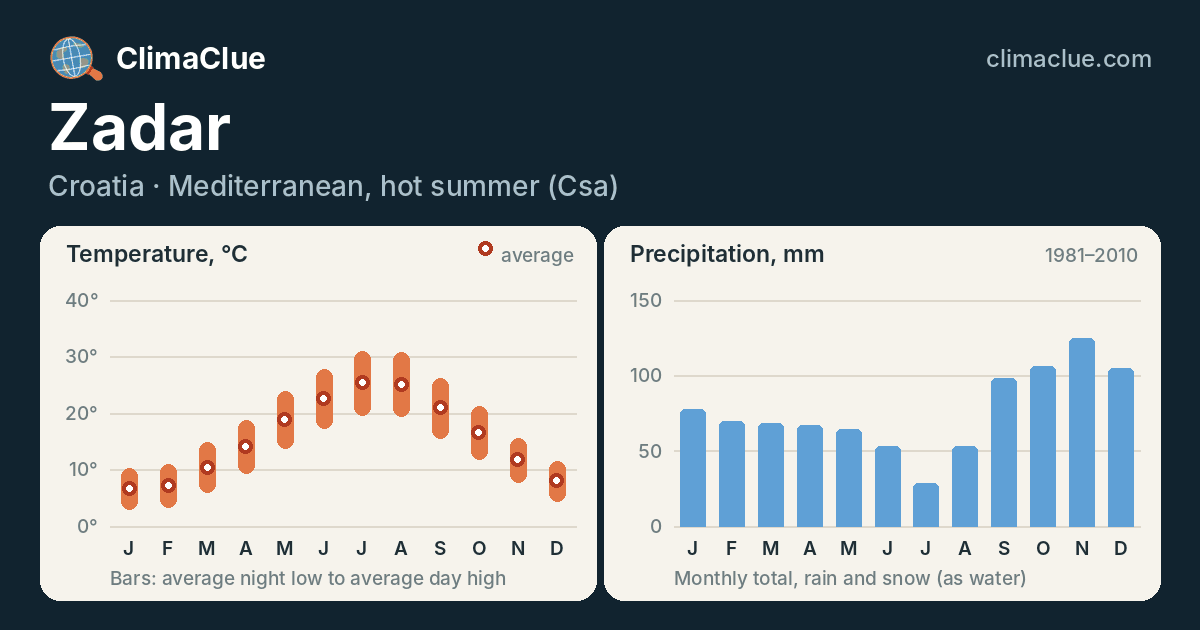 ClimaClue
climaclue.com
Zadar
Croatia · Mediterranean, hot summer (Csa)
Temperature, °C
average
40°
30°
20°
10°
0°
J F M A M J J A S O N D
Bars: average night low to average day high
Precipitation, mm
1981–2010
150
100
50
0
J F M A M J J A S O N D
Monthly total, rain and snow (as water)